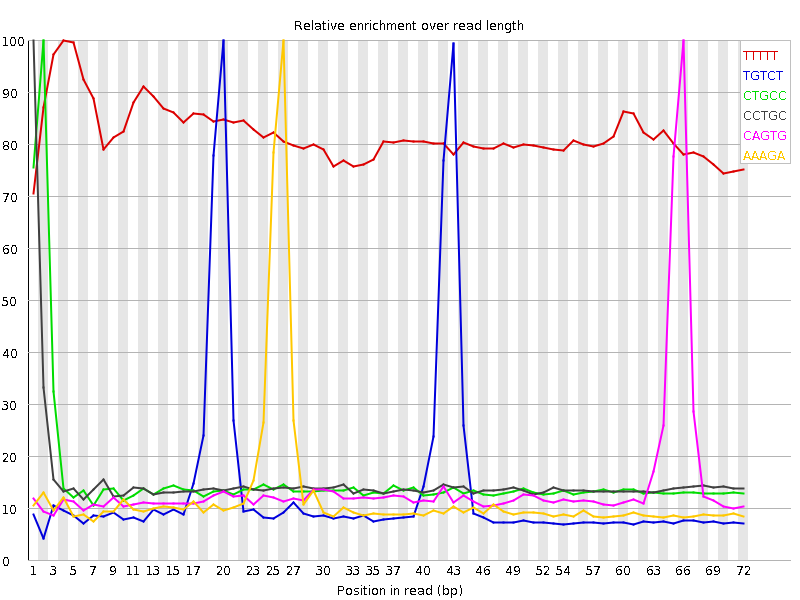 Relative enrichment over read length
100
90
80
70
60
50
40
30
20
10
0
TTTTT
TGTCT
CTGCC
CCTGC
CAGTG
AAAGA
1 3 5 7 9 11 13 15 17 20 23 25 27 30 33 35 37 40 43 46 49 52 54 57 60 63 66 69 72
Position in read (bp)